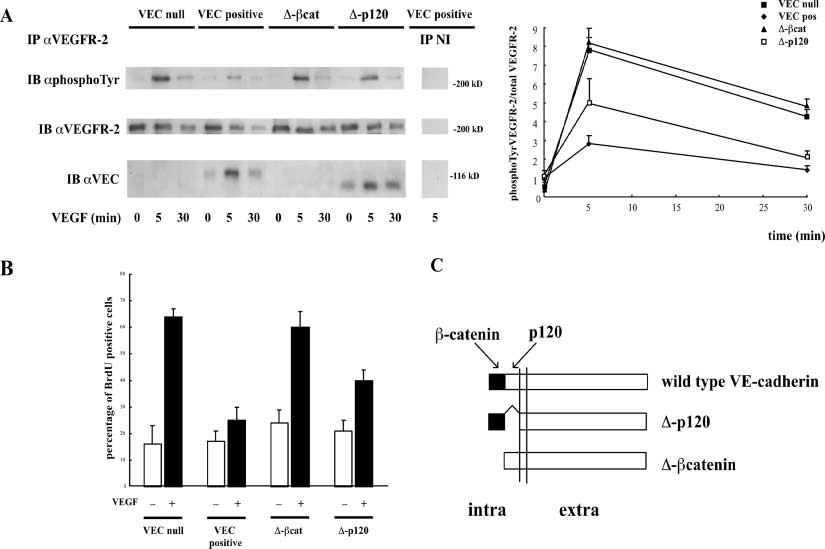 A
VEC null VEC positive Δ-βcat Δ-p120 VEC positive
IP αVEGFR-2 IP NI
IB αphosphoTyr -200 kD
IB αVEGFR-2 -200 kD
IB αVEC -116 kD
VEGF (min) 0 5 30 0 5 30 0 5 30 0 5 30 5
VEC null
VEC pos
Δ-βcat
Δ-p120
phosphoTyrVEGFR-2/total VEGFR-2
9
8
7
6
5
4
3
2
1
0
0 5 10 15 20 25 30
time (min)
B
percentage of BrdU positive cells
80
70
60
50
40
30
20
10
0
VEGF – + – + – + – +
VEC null VEC positive Δ-βcat Δ-p120
C
β-catenin p120
wild type VE-cadherin
Δ-p120
Δ-βcatenin
intra extra